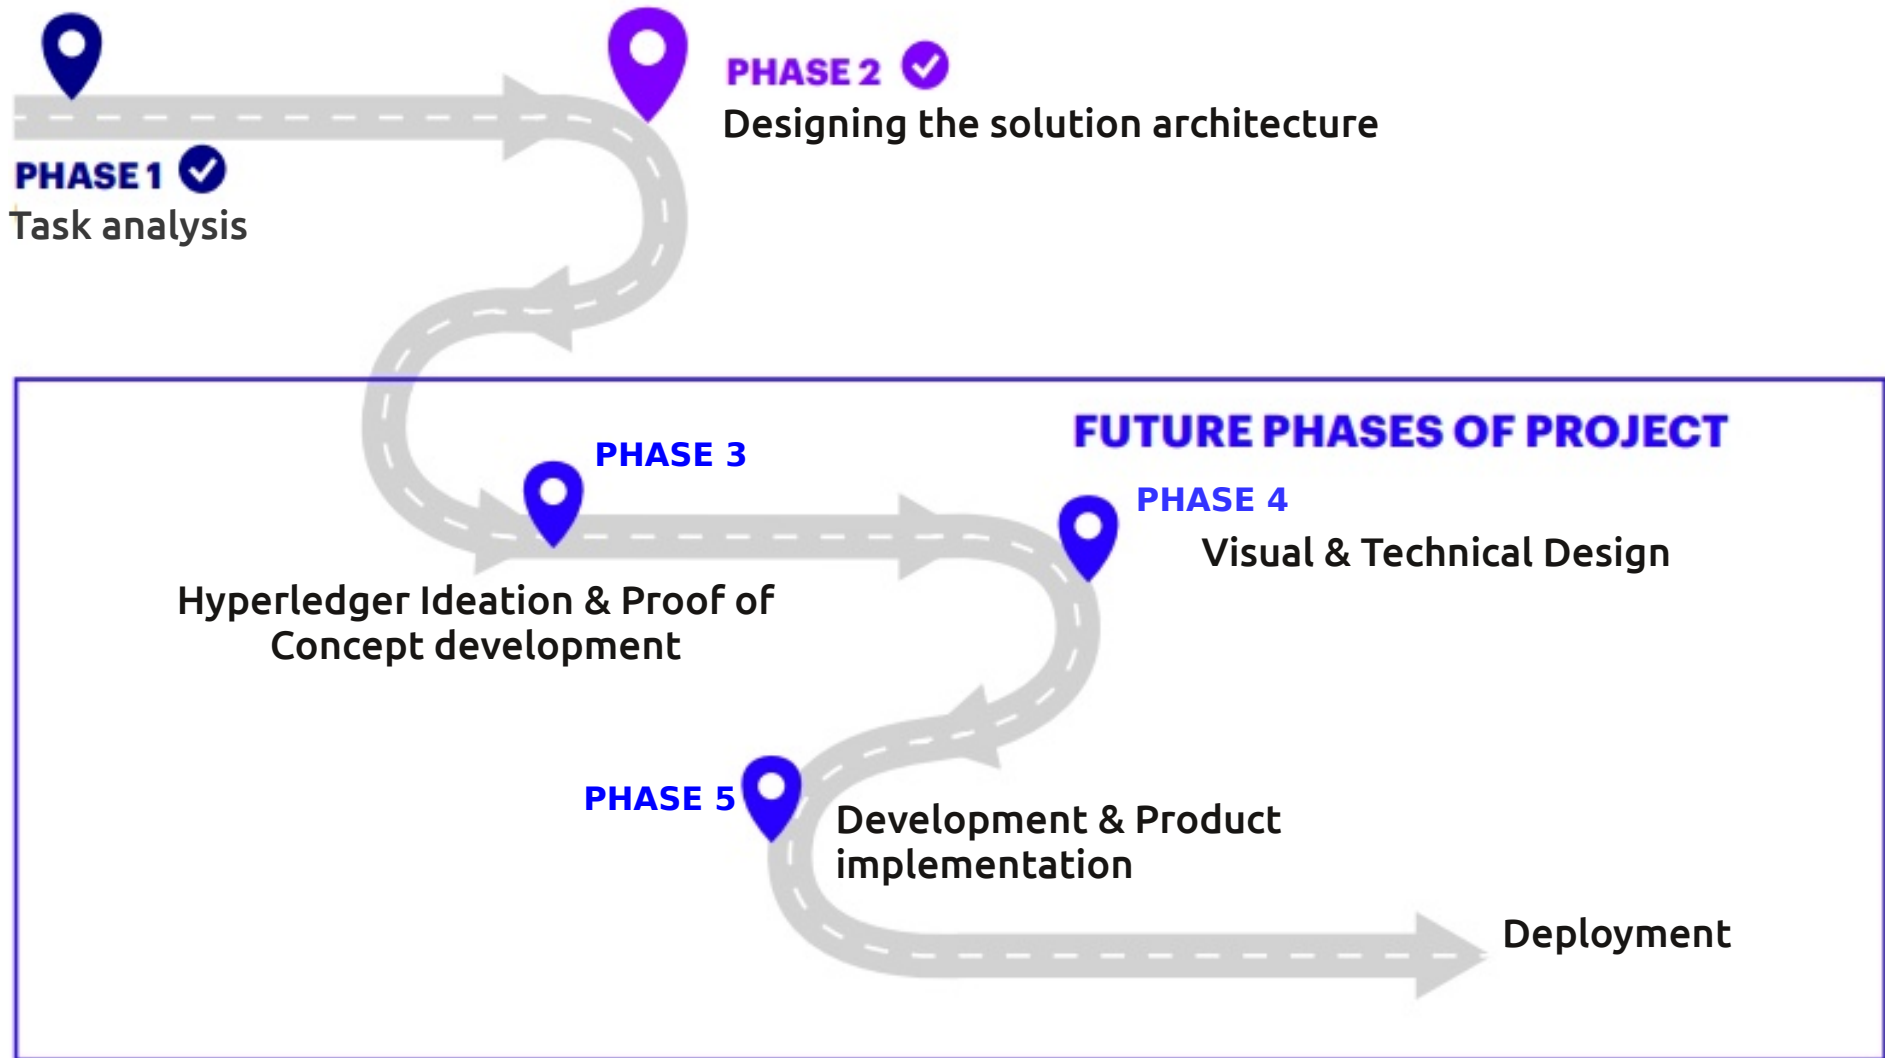 PHASE 2
Designing the solution architecture
PHASE 1
Task analysis
FUTURE PHASES OF PROJECT
PHASE 3
PHASE 4
Visual & Technical Design
Hyperledger Ideation & Proof of
Concept development
PHASE 5
Development & Product
implementation
Deployment